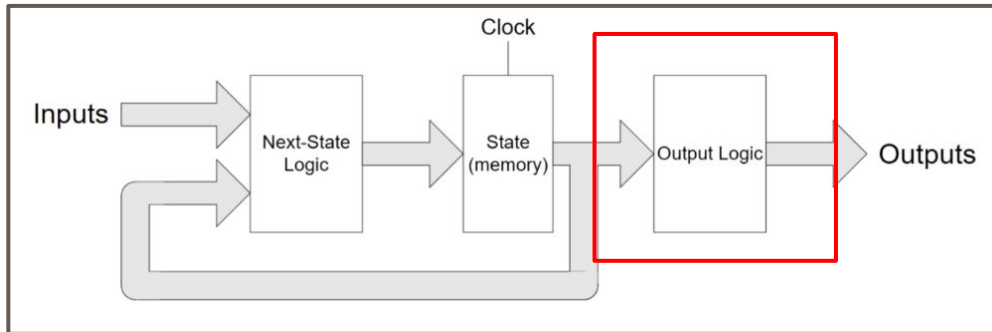 Clock
Inputs
Next-State
Logic
State
(memory)
Output Logic
Outputs